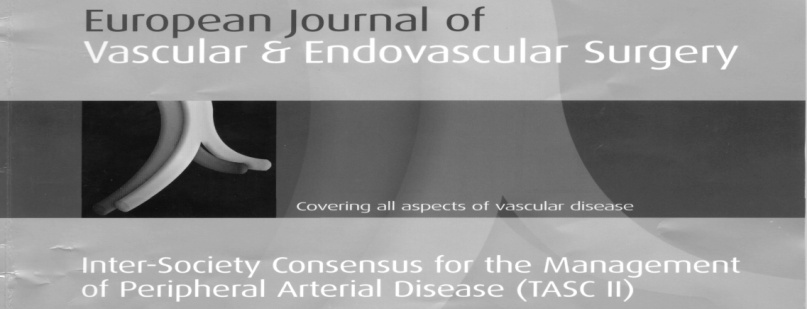 European Journal of
Vascular & Endovascular Surgery
Covering all aspects of vascular disease
Inter-Society Consensus for the Management
of Peripheral Arterial Disease (TASC II)